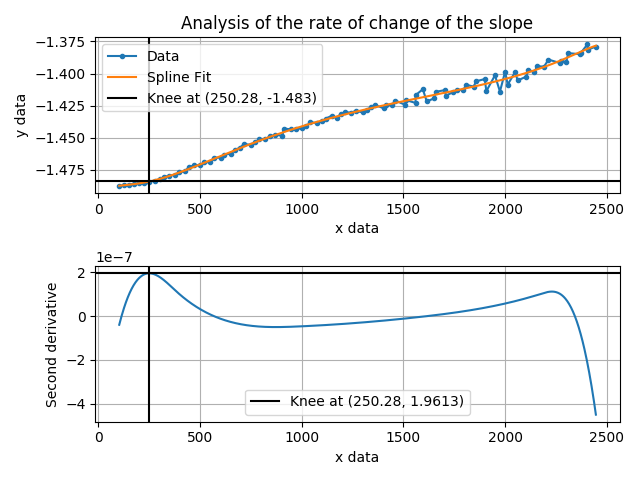 Analysis of the rate of change of the slope
−1.375
−1.400
−1.425
−1.450
−1.475
y data
Data
Spline Fit
Knee at (250.28, -1.483)
0
500
1000
1500
2000
2500
x data
1e−7
2
0
−2
−4
Second derivative
Knee at (250.28, 1.9613)
0
500
1000
1500
2000
2500
x data